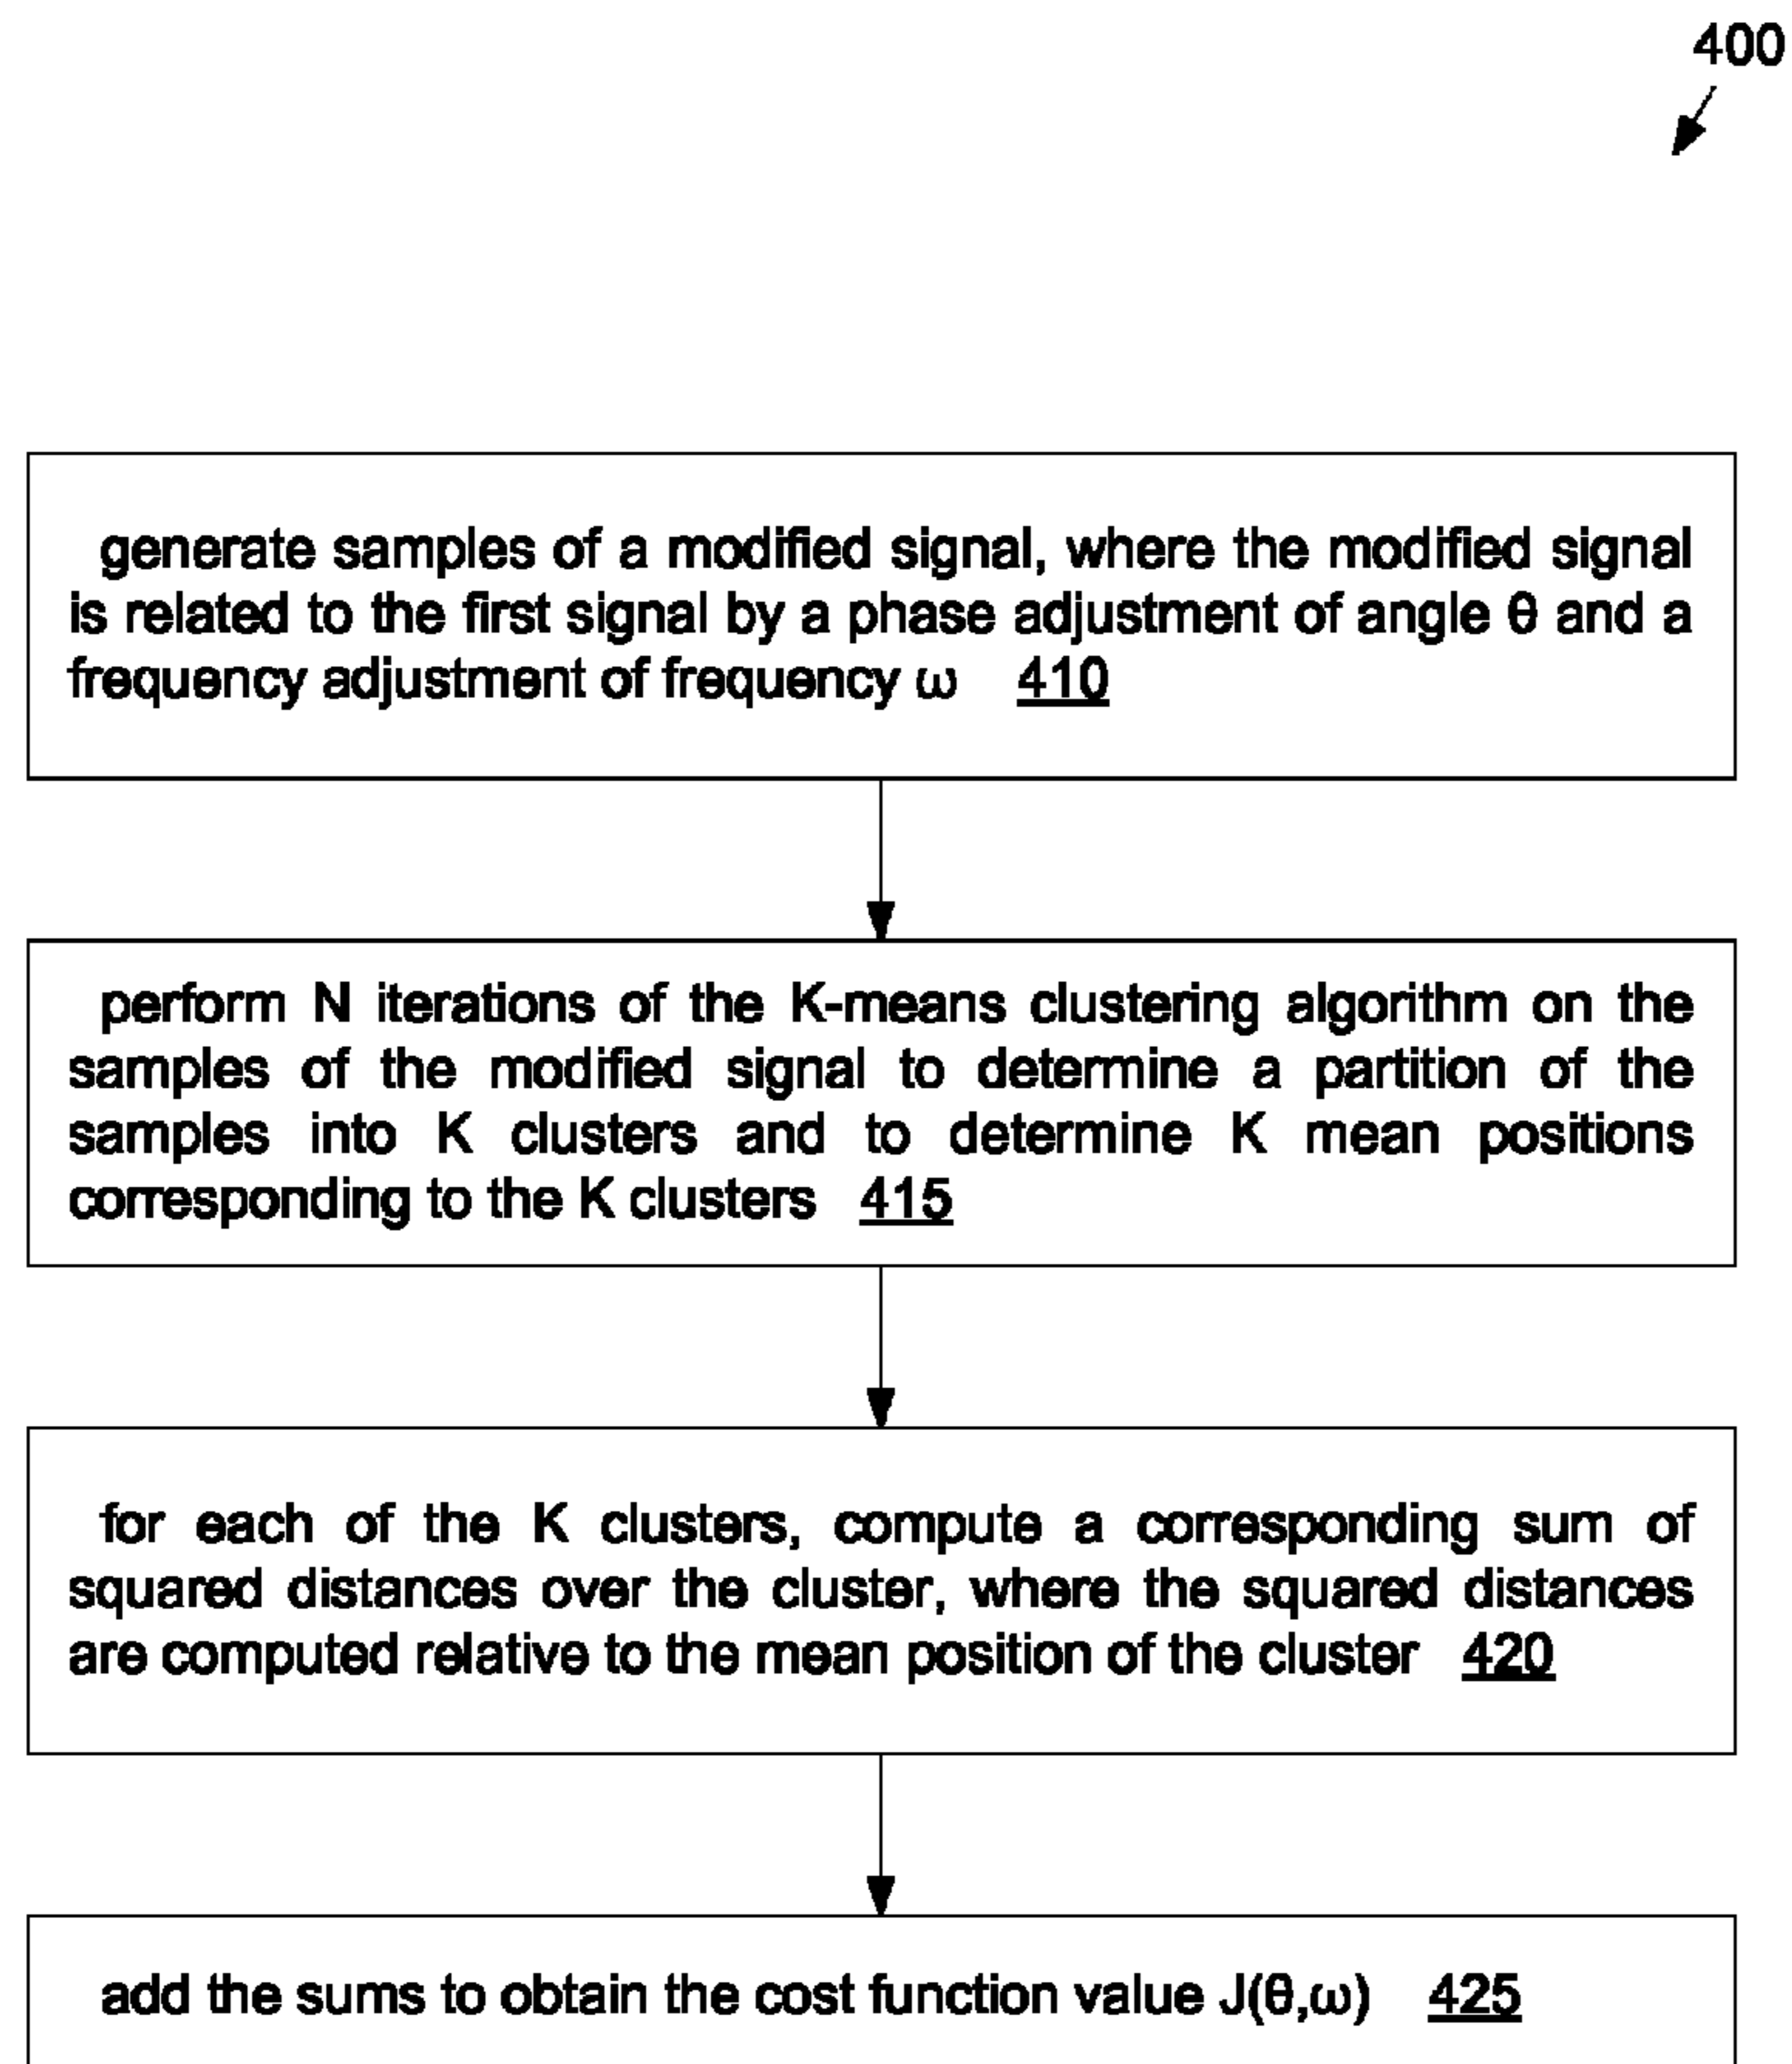 400
generate samples of a modified signal, where the modified signal
is related to the first signal by a phase adjustment of angle θ and a
frequency adjustment of frequency ω 410
perform N iterations of the K-means clustering algorithm on the
samples of the modified signal to determine a partition of the
samples into K clusters and to determine K mean positions
corresponding to the K clusters 415
for each of the K clusters, compute a corresponding sum of
squared distances over the cluster, where the squared distances
are computed relative to the mean position of the cluster 420
add the sums to obtain the cost function value J(θ,ω) 425